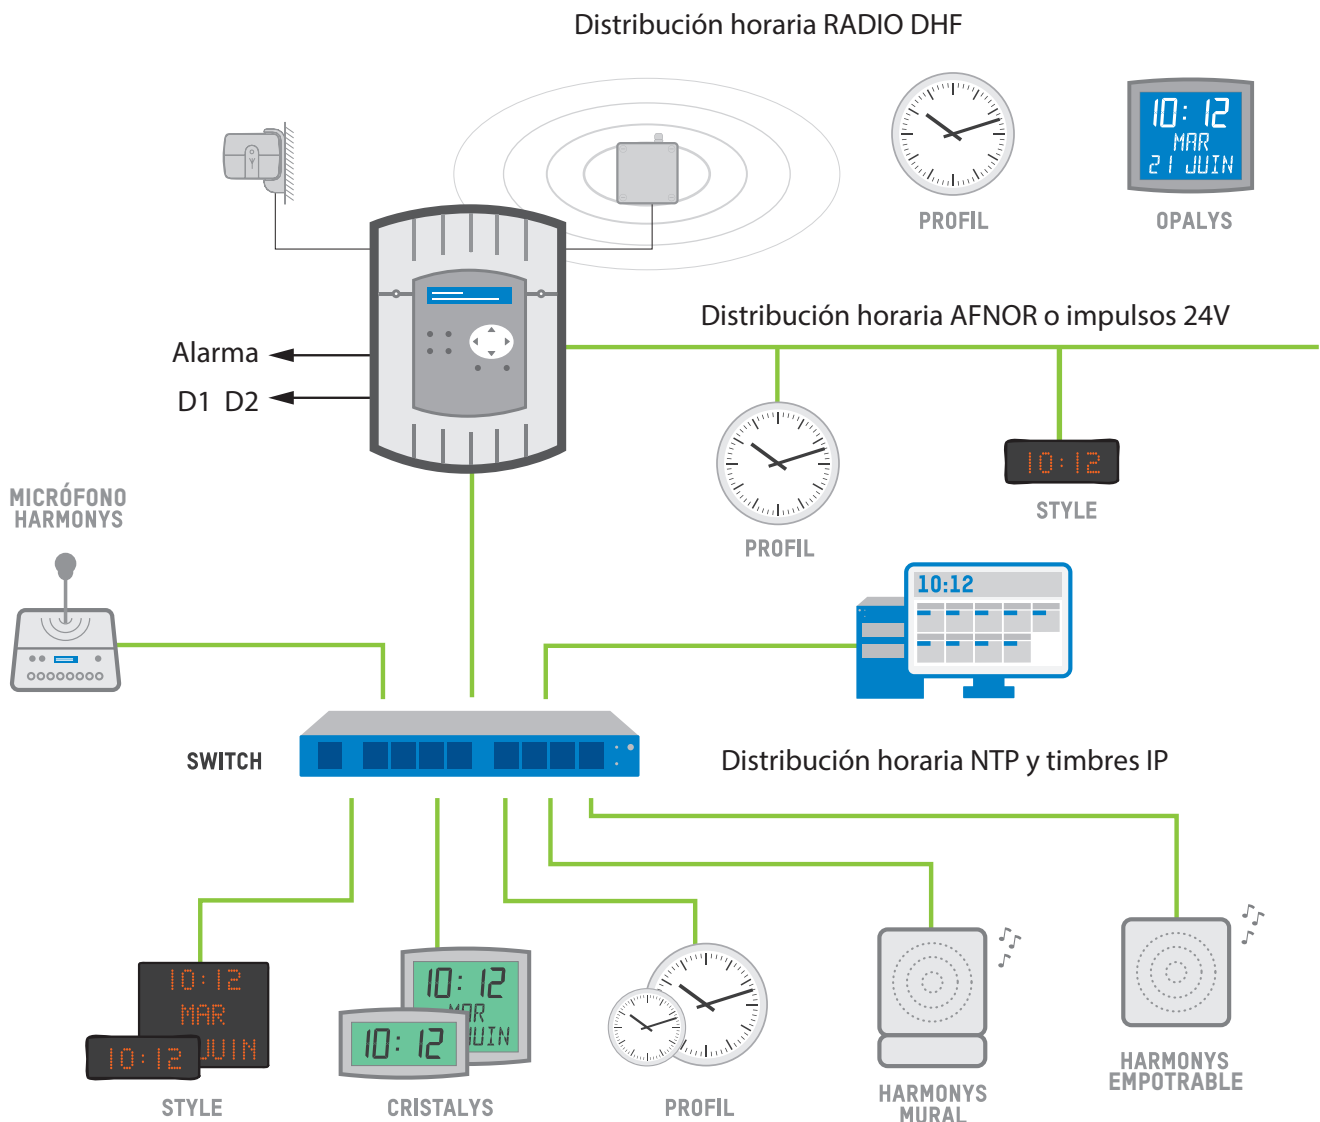 Distribución horaria RADIO DHF
10:12
MAR
21 JUIN
PROFIL
OPALYS
Distribución horaria AFNOR o impulsos 24V
Alarma
D1 D2
10:12
STYLE
PROFIL
MICRÓFONO
HARMONYS
10:12
SWITCH
Distribución horaria NTP y timbres IP
10:12
MAR
JUIN
10:12
10:12
MAR
JUIN
10:12
STYLE
CRISTALYS
PROFIL
HARMONYS
MURAL
HARMONYS
EMPOTRABLE